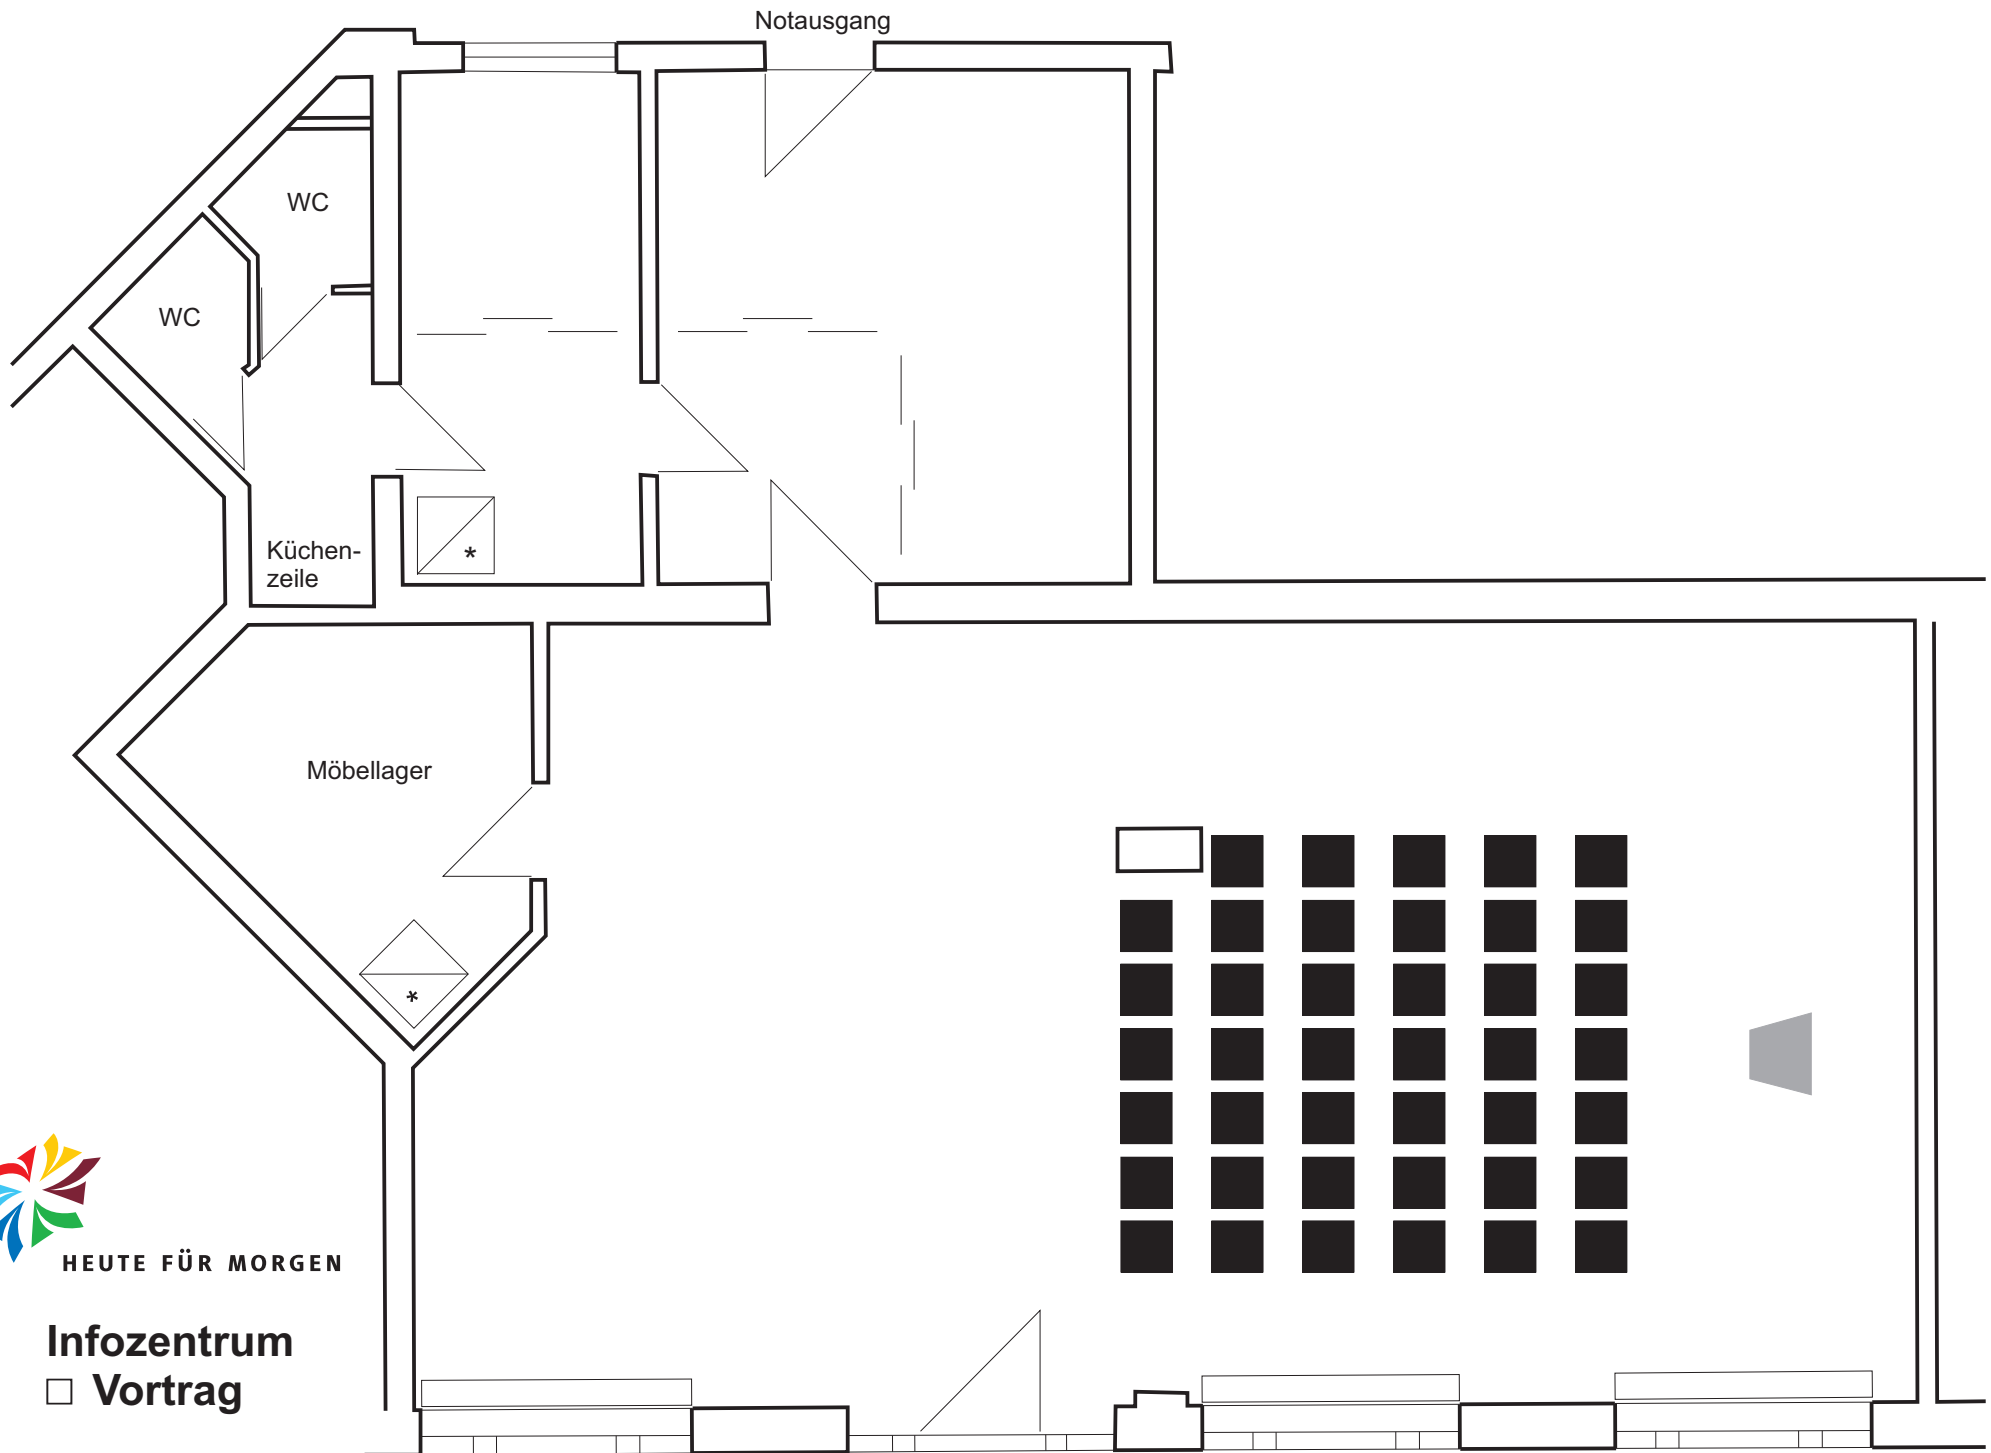 Notausgang
WC
WC
Küchen-
zeile
*
Möbellager
*
HEUTE FÜR MORGEN
Infozentrum
□ Vortrag